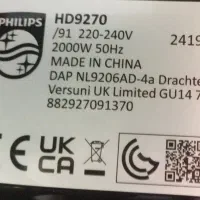 PHILIPS
HD9270
/91 220-240V
2000W 50Hz
2419
MADE IN CHINA
DAP NL9206AD-4a Drachte
Versuni UK Limited GU14 7
882927091370
CE
UK
CA